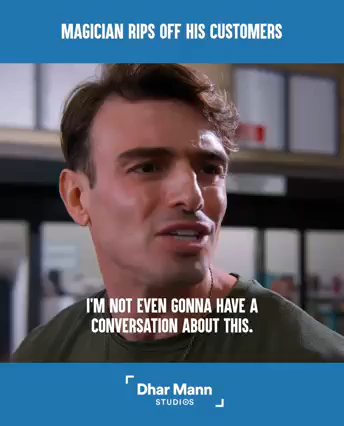 MAGICIAN RIPS OFF HIS CUSTOMERS
I'M NOT EVEN GONNA HAVE A
CONVERSATION ABOUT THIS.
Dhar Mann
STUDIOS